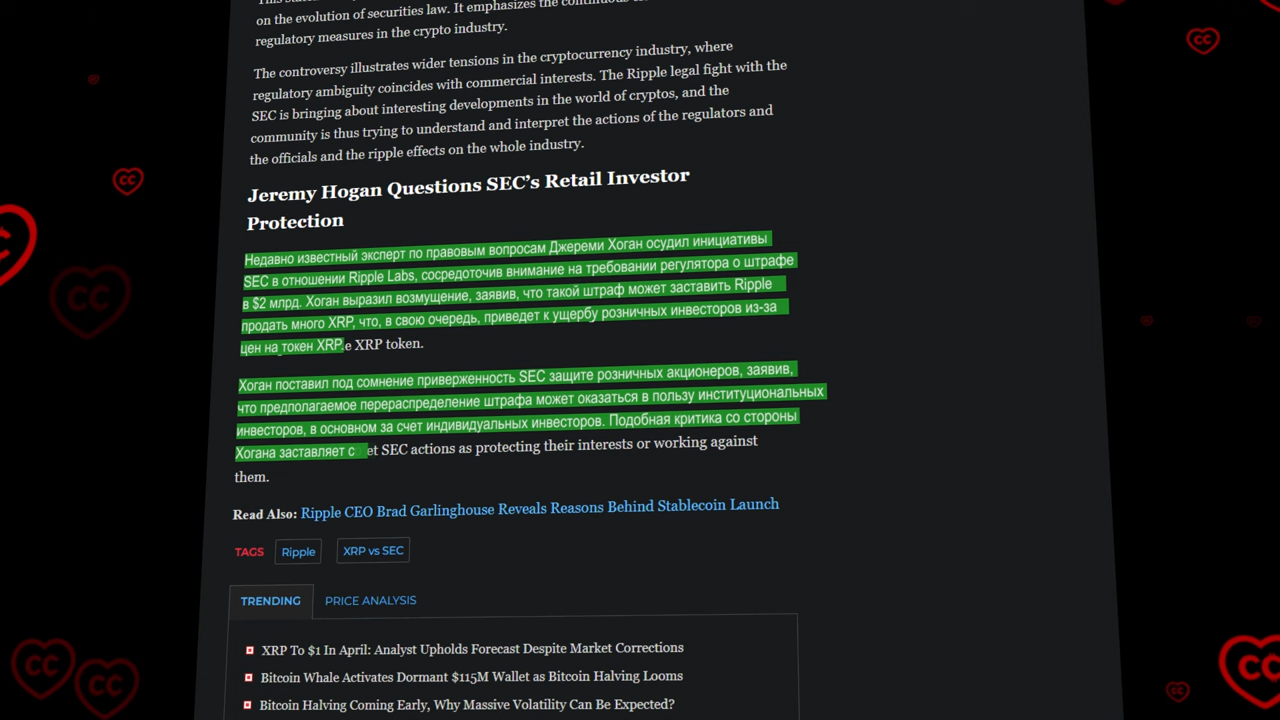 on the evolution of securities law. It emphasizes the continuous
regulatory measures in the crypto industry.
The controversy illustrates wider tensions in the cryptocurrency industry, where
regulatory ambiguity coincides with commercial interests. The Ripple legal fight with the
SEC is bringing about interesting developments in the world of cryptos, and the
community is thus trying to understand and interpret the actions of the regulators and
the officials and the ripple effects on the whole industry.
Jeremy Hogan Questions SEC’s Retail Investor
Protection
Недавно известный эксперт по правовым вопросам Джереми Хоган осудил инициативы
SEC в отношении Ripple Labs, сосредоточив внимание на требовании регулятора о штрафе
в $2 млрд. Хоган выразил возмущение, заявив, что такой штраф может заставить Ripple
продать много XRP, что, в свою очередь, приведет к ущербу розничных инвесторов из-за
цен на токен XRP.e XRP token.
Хоган поставил под сомнение приверженность SEC защите розничных акционеров, заявив,
что предполагаемое перераспределение штрафа может оказаться в пользу институциональных
инвесторов, в основном за счет индивидуальных инвесторов. Подобная критика со стороны
Хогана заставляет с et SEC actions as protecting their interests or working against
them.
Read Also: Ripple CEO Brad Garlinghouse Reveals Reasons Behind Stablecoin Launch
TAGS Ripple XRP vs SEC
TRENDING PRICE ANALYSIS
XRP To $1 In April: Analyst Upholds Forecast Despite Market Corrections
Bitcoin Whale Activates Dormant $115M Wallet as Bitcoin Halving Looms
Bitcoin Halving Coming Early, Why Massive Volatility Can Be Expected?
CC
CC
CC
CC
CC
CC
CC